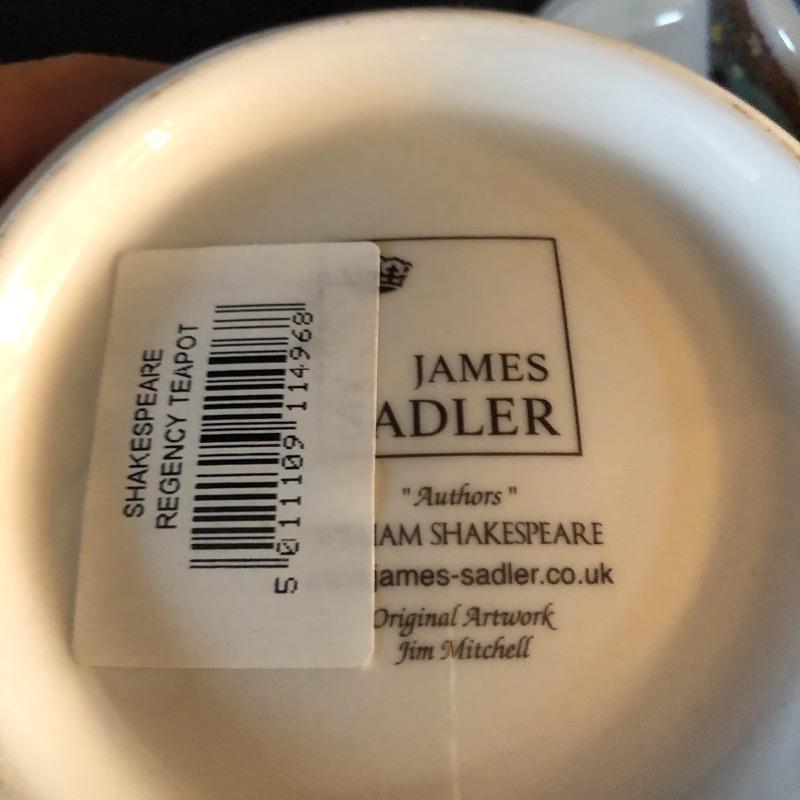 SHAKESPEARE
REGENCY TEAPOT
5 011109 114968
JAMES
ADLER
"Authors"
IAM SHAKESPEARE
james-sadler.co.uk
Original Artwork
Jim Mitchell